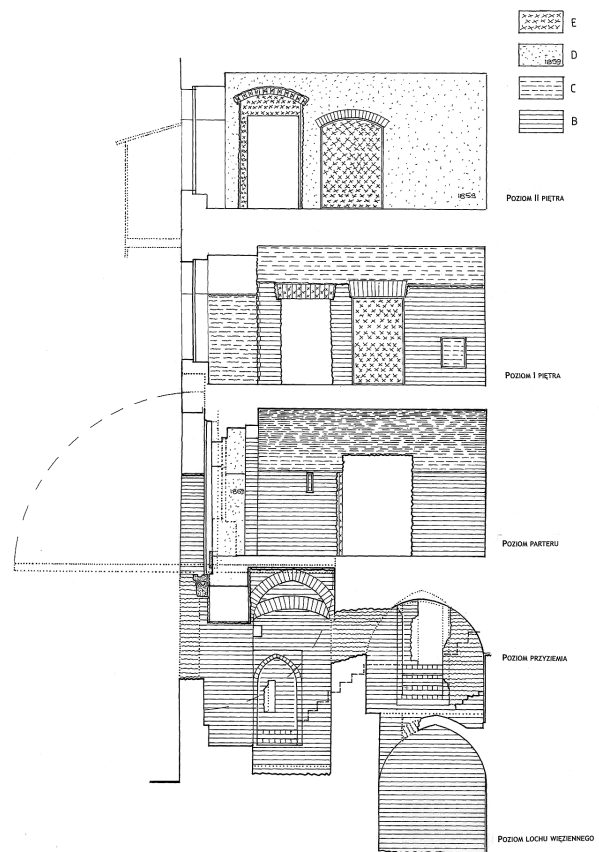 E
1859 D
C
B
1859
POZIOM II PIĘTRA
POZIOM I PIĘTRA
POZIOM PARTERU
POZIOM PRZYZIEMIA
POZIOM LOCHU WIĘZIENNEGO